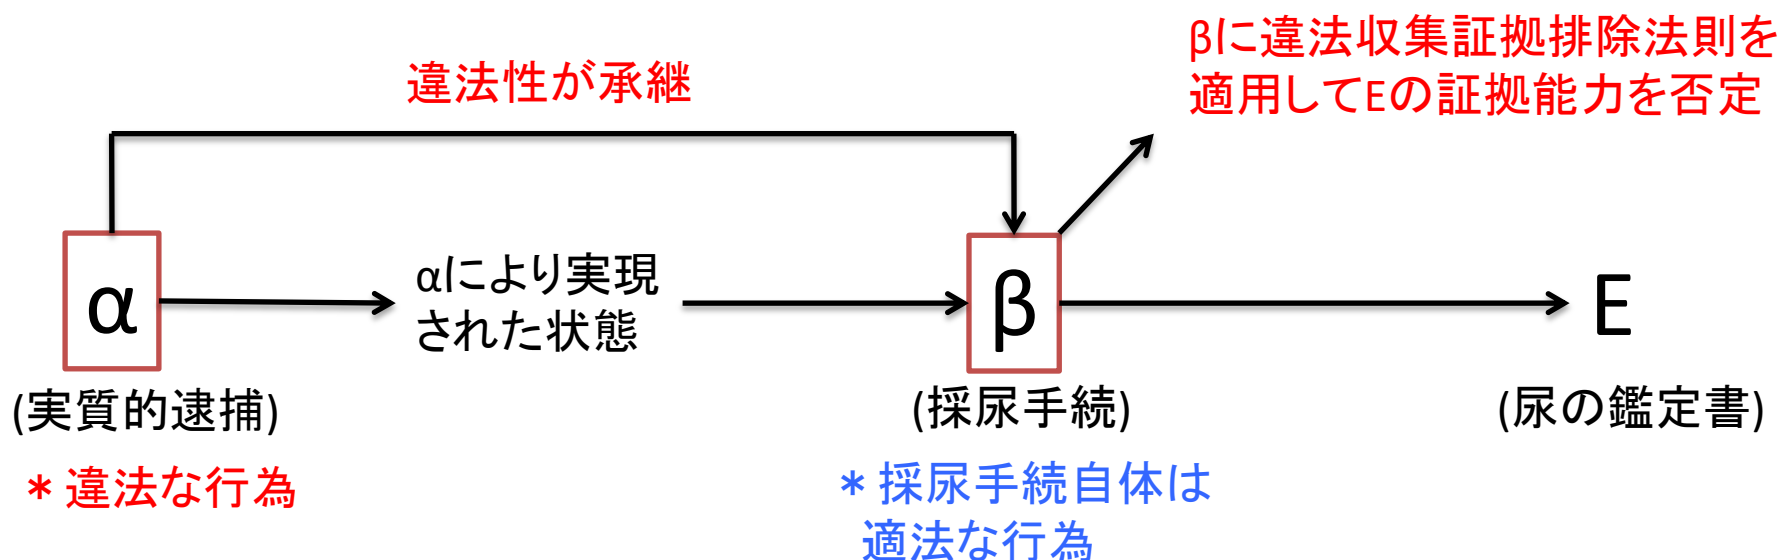 βに違法収集証拠排除法則を
適用してEの証拠能力を否定
違法性が承継
α
αにより実現
された状態
β
E
(実質的逮捕)
(採尿手続)
(尿の鑑定書)
* 違法な行為
* 採尿手続自体は
適法な行為